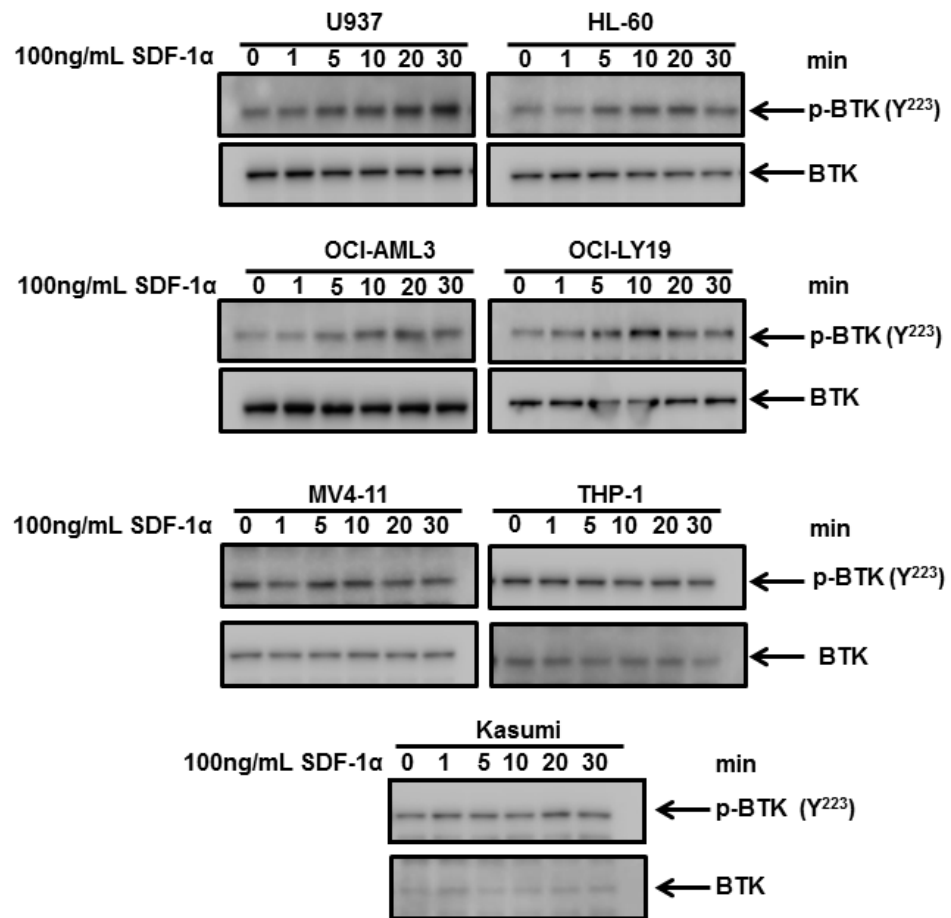 U937 HL-60
100ng/mL SDF-1α 0 1 5 10 20 30 0 1 5 10 20 30 min
p-BTK (Y²²³)
BTK
OCI-AML3 OCI-LY19
100ng/mL SDF-1α 0 1 5 10 20 30 0 1 5 10 20 30 min
p-BTK (Y²²³)
BTK
MV4-11 THP-1
100ng/mL SDF-1α 0 1 5 10 20 30 0 1 5 10 20 30 min
p-BTK (Y²²³)
BTK
Kasumi
100ng/mL SDF-1α 0 1 5 10 20 30 min
p-BTK (Y²²³)
BTK